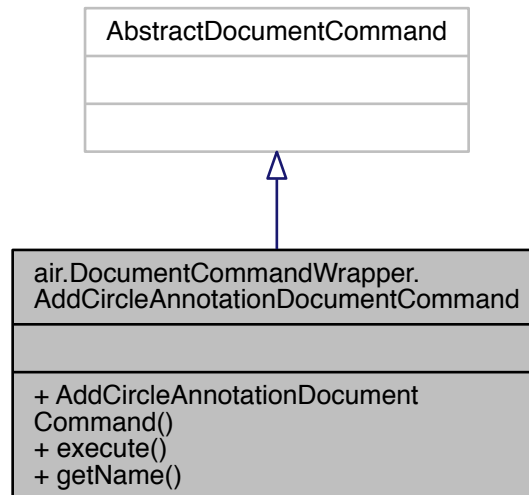 AbstractDocumentCommand
air.DocumentCommandWrapper.
AddCircleAnnotationDocumentCommand
+ AddCircleAnnotationDocument
Command()
+ execute()
+ getName()